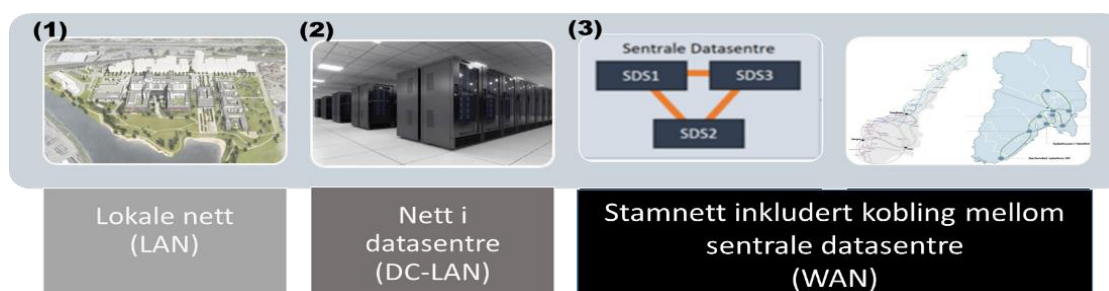 (1)
(2)
(3)
Sentrale Datasentre
SDS1
SDS3
SDS2
Lokale nett
(LAN)
Nett i
datasentre
(DC-LAN)
Stamnett inkludert kobling mellom
sentrale datasentre
(WAN)